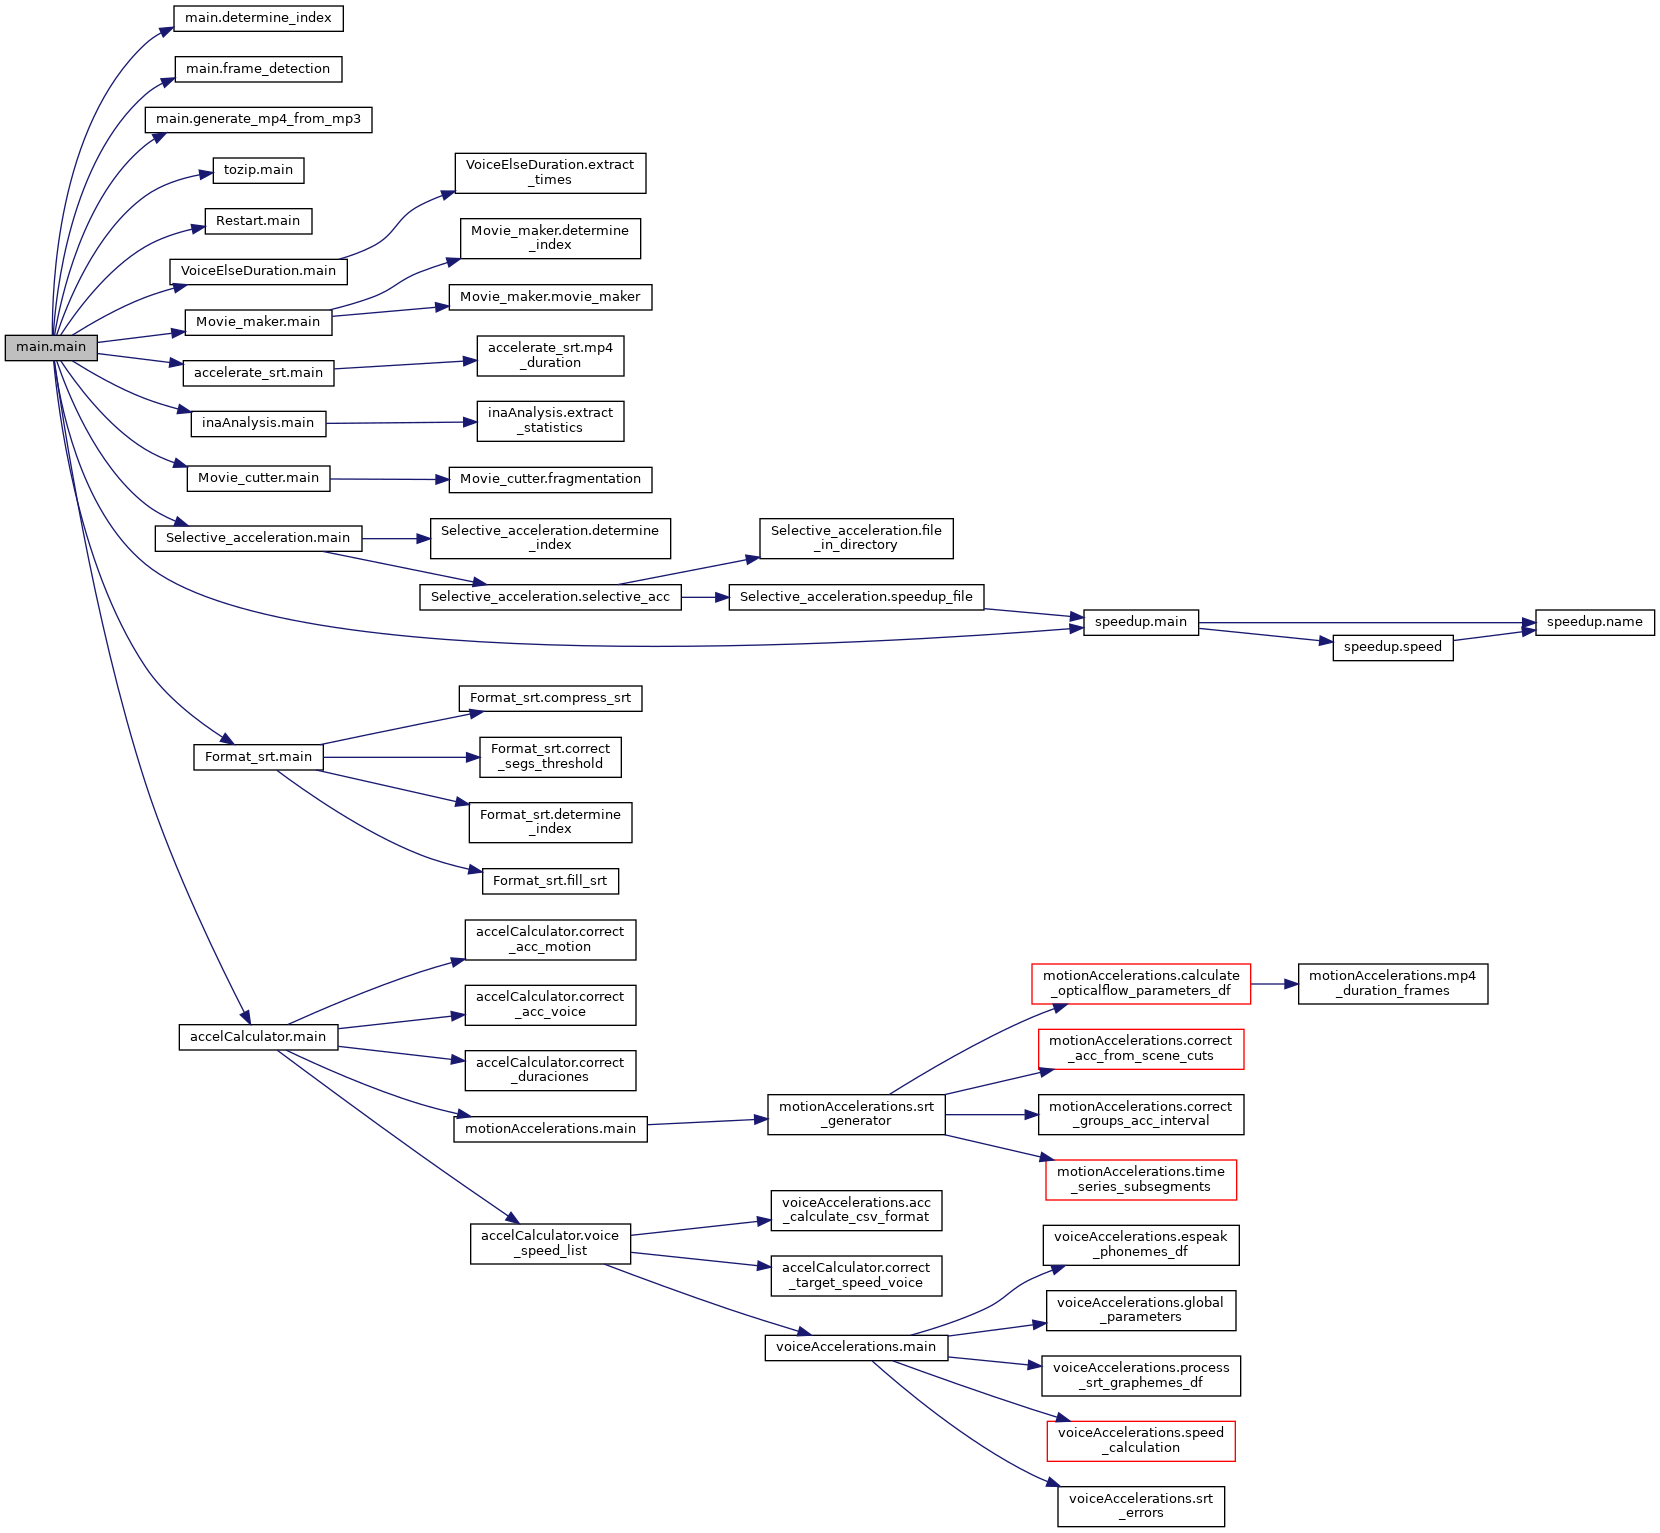 main.determine_index
main.frame_detection
main.generate_mp4_from_mp3
tozip.main
Restart.main
VoiceElseDuration.main
VoiceElseDuration.extract
_times
Movie_maker.main
Movie_maker.determine
_index
Movie_maker.movie_maker
main.main
accelerate_srt.main
accelerate_srt.mp4
_duration
inaAnalysis.main
inaAnalysis.extract
_statistics
Movie_cutter.main
Movie_cutter.fragmentation
Selective_acceleration.main
Selective_acceleration.determine
_index
Selective_acceleration.selective_acc
Selective_acceleration.file
_in_directory
Selective_acceleration.speedup_file
speedup.main
speedup.name
speedup.speed
Format_srt.main
Format_srt.compress_srt
Format_srt.correct
_segs_threshold
Format_srt.determine
_index
Format_srt.fill_srt
accelCalculator.main
accelCalculator.correct
_acc_motion
accelCalculator.correct
_acc_voice
accelCalculator.correct
_duraciones
motionAccelerations.main
motionAccelerations.srt
_generator
motionAccelerations.calculate
_opticalflow_parameters_df
motionAccelerations.mp4
_duration_frames
motionAccelerations.correct
_acc_from_scene_cuts
motionAccelerations.correct
_groups_acc_interval
motionAccelerations.time
_series_subsegments
accelCalculator.voice
_speed_list
voiceAccelerations.acc
_calculate_csv_format
accelCalculator.correct
_target_speed_voice
voiceAccelerations.main
voiceAccelerations.espeak
_phonemes_df
voiceAccelerations.global
_parameters
voiceAccelerations.process
_srt_graphemes_df
voiceAccelerations.speed
_calculation
voiceAccelerations.srt
_errors